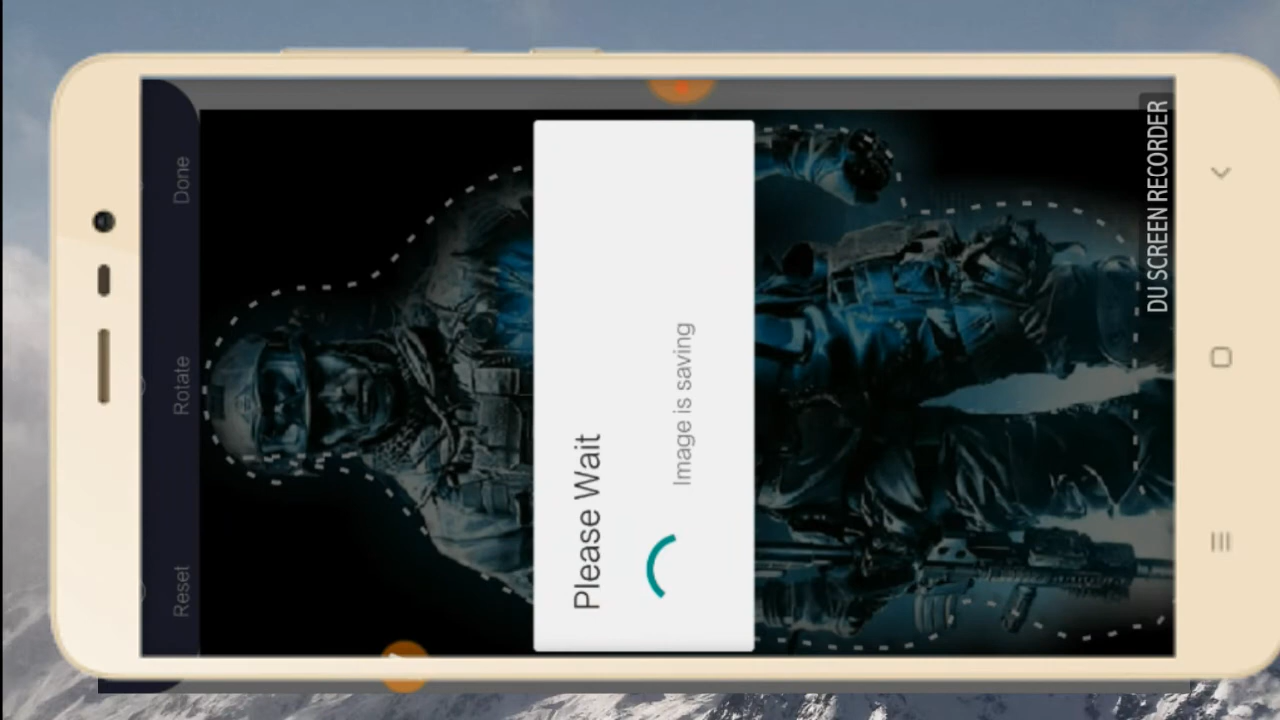 Reset
Rotate
Done
Please Wait
Image is saving
DU SCREEN RECORDER